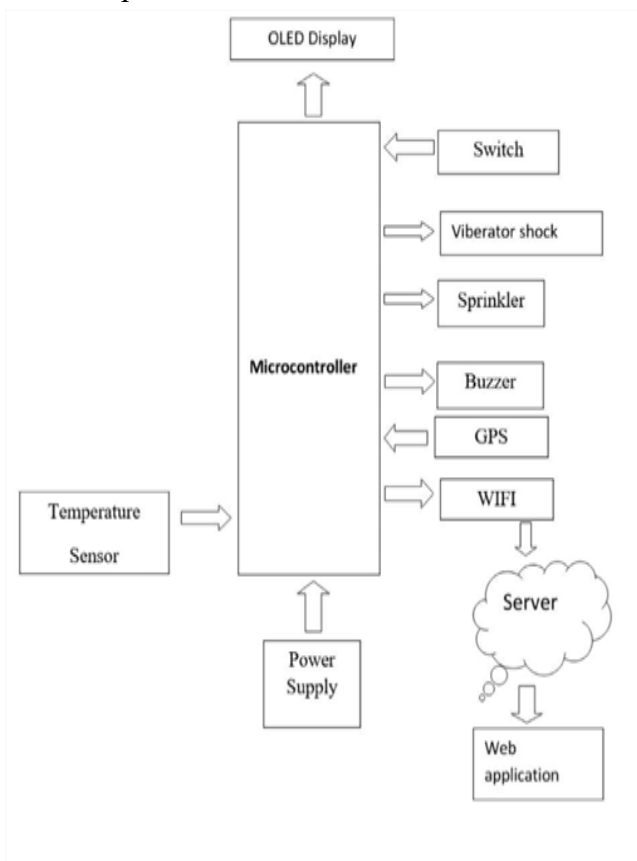 OLED Display
Switch
Viberator shock
Sprinkler
Microcontroller
Buzzer
GPS
WIFI
Temperature
Sensor
Server
Power
Supply
Web
application